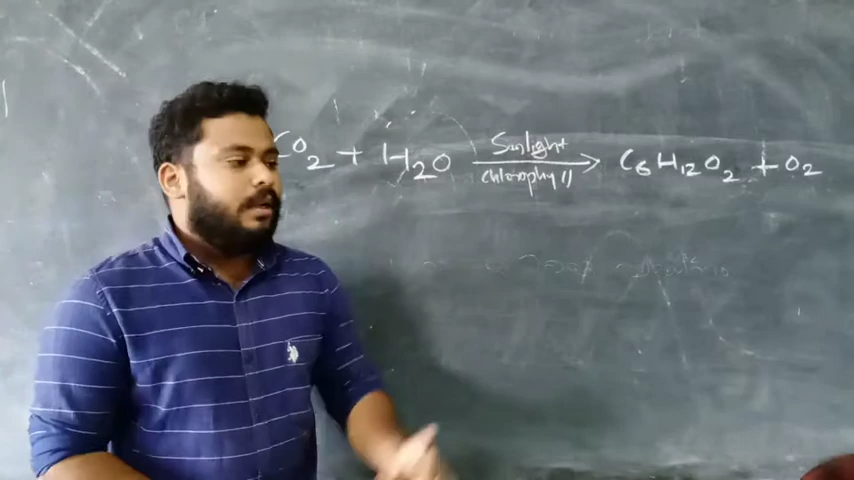 CO2 + H2O Sunlight → C6H12O2 + O2
chlorophyll